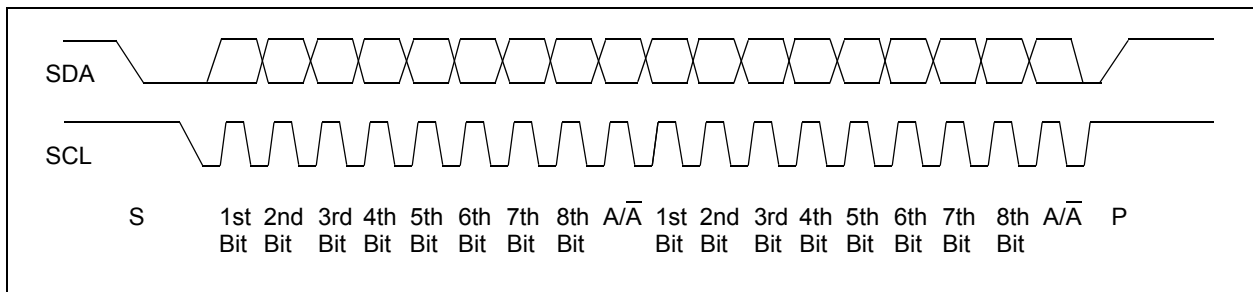 SDA
SCL
S 1st 2nd 3rd 4th 5th 6th 7th 8th A/A̅ 1st 2nd 3rd 4th 5th 6th 7th 8th A/A̅ P
Bit Bit Bit Bit Bit Bit Bit Bit Bit Bit Bit Bit Bit Bit Bit Bit